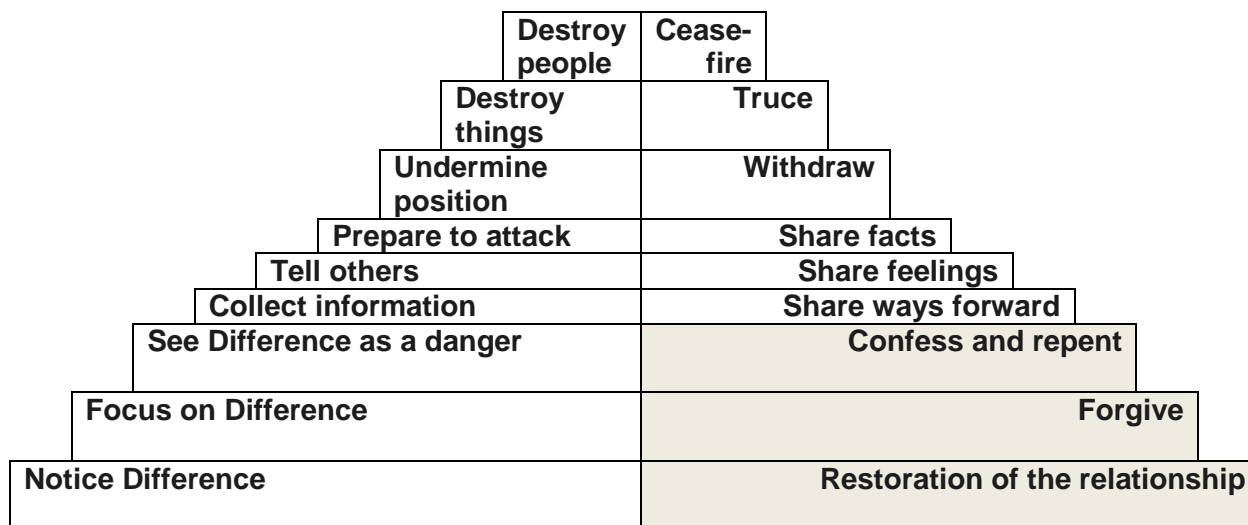 Destroy people
Cease-fire
Destroy things
Truce
Undermine position
Withdraw
Prepare to attack
Share facts
Tell others
Share feelings
Collect information
Share ways forward
See Difference as a danger
Confess and repent
Focus on Difference
Forgive
Notice Difference
Restoration of the relationship